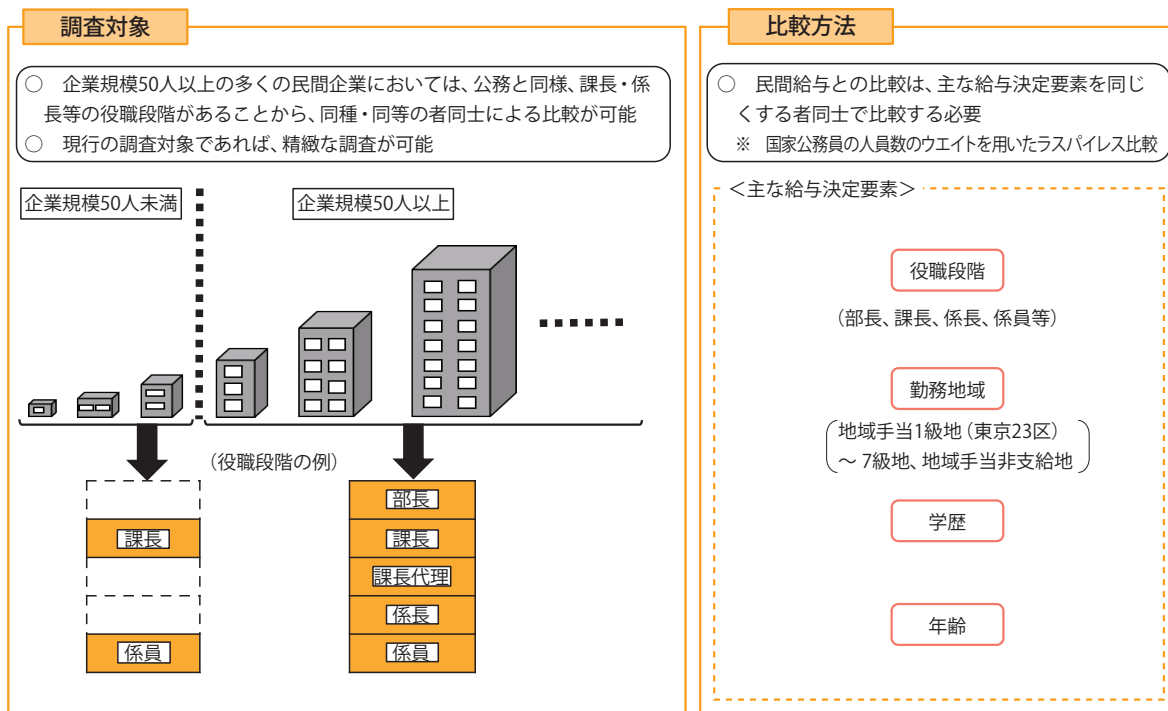 調査対象
○　企業規模50人以上の多くの民間企業においては、公務と同様、課長・係
長等の役職段階があることから、同種・同等の者同士による比較が可能
○　現行の調査対象であれば、精緻な調査が可能
企業規模50人未満
企業規模50人以上
（役職段階の例）
課長
係員
部長
課長
課長代理
係長
係員
比較方法
○　民間給与との比較は、主な給与決定要素を同じ
くする者同士で比較する必要
※　国家公務員の人員数のウエイトを用いたラスパイレス比較
＜主な給与決定要素＞
役職段階
（部長、課長、係長、係員等）
勤務地域
地域手当1級地（東京23区）
～ 7級地、地域手当非支給地
学歴
年齢